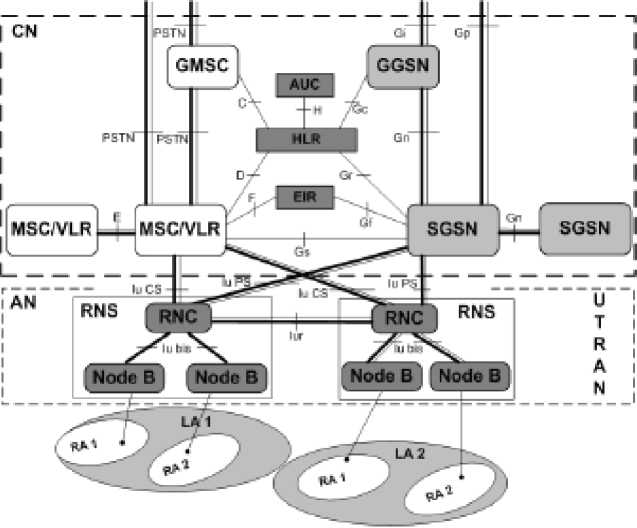 CN
PSTN
Gi
Gp
GMSC
GGSN
AUC
C
H
Gc
PSTN
PSTN
HLR
Gn
D
Gr
F
EIR
Gf
MSC/VLR
E
MSC/VLR
SGSN
Gn
SGSN
Gs
Iu CS
Iu PS
Iu CS
Iu PS
AN
RNS
RNC
RNC
RNS
Iur
Iu bis
Iu bis
Node B
Node B
Node B
Node B
U
T
R
A
N
LA 1
RA 1
RA 2
LA 2
RA 1
RA 2